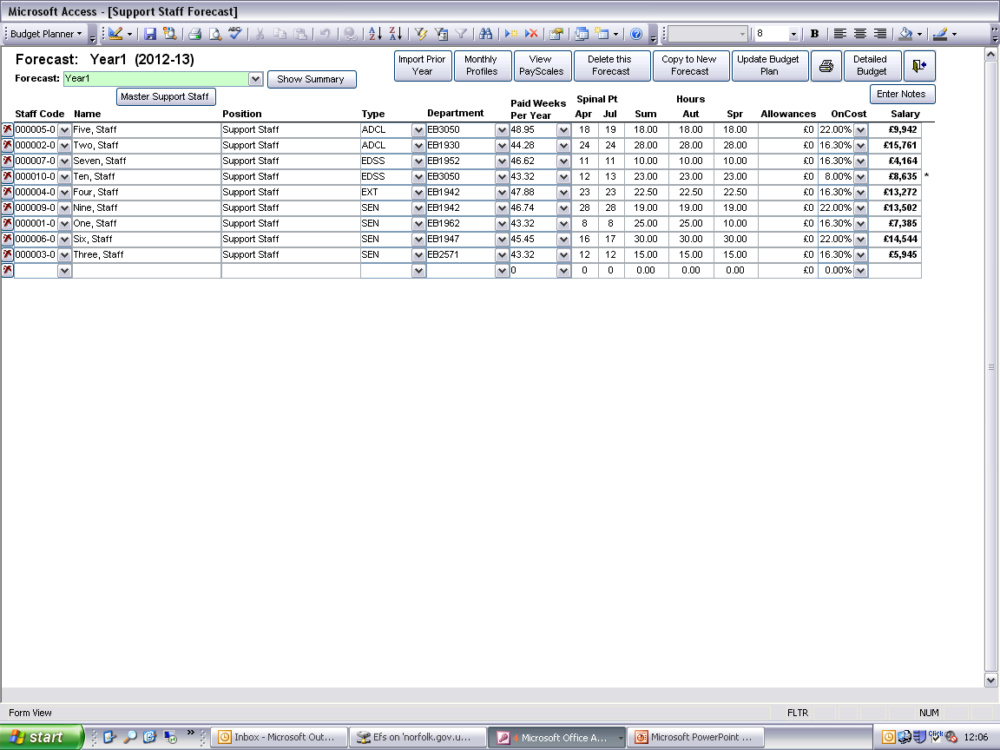 Microsoft Access - [Support Staff Forecast]
Budget Planner 8 B
Forecast: Year1 (2012-13)
Forecast: Year1 Show Summary
Import Prior Year Monthly Profiles View PayScales Delete this Forecast Copy to New Forecast Update Budget Plan Detailed Budget
Master Support Staff Enter Notes
Paid Weeks Spinal Pt Hours
Staff Code Name Position Type Department Per Year Apr Jul Sum Aut Spr Allowances OnCost Salary
000005-0 Five, Staff Support Staff ADCL EB3050 48.95 18 19 18.00 18.00 18.00 £0 22.00% £9,942
000002-0 Two, Staff Support Staff ADCL EB1930 44.28 24 24 28.00 28.00 28.00 £0 16.30% £15,761
000007-0 Seven, Staff Support Staff EDSS EB1952 46.62 11 11 10.00 10.00 10.00 £0 16.30% £4,164
000010-0 Ten, Staff Support Staff EDSS EB3050 43.32 12 13 23.00 23.00 23.00 £0 8.00% £8,635 *
000004-0 Four, Staff Support Staff EXT EB1942 47.88 23 23 22.50 22.50 22.50 £0 16.30% £13,272
000009-0 Nine, Staff Support Staff SEN EB1942 46.74 28 28 19.00 19.00 19.00 £0 22.00% £13,502
000001-0 One, Staff Support Staff SEN EB1962 43.32 8 8 25.00 25.00 10.00 £0 16.30% £7,385
000006-0 Six, Staff Support Staff SEN EB1947 45.45 16 17 30.00 30.00 30.00 £0 22.00% £14,544
000003-0 Three, Staff Support Staff SEN EB2571 43.32 12 12 15.00 15.00 15.00 £0 16.30% £5,945
0 0 0 0.00 0.00 0.00 £0 0.00%
Form View FLTR NUM
start Inbox - Microsoft Out... Efs on 'norfolk.gov.u... Microsoft Office A... Microsoft PowerPoint ... 12:06